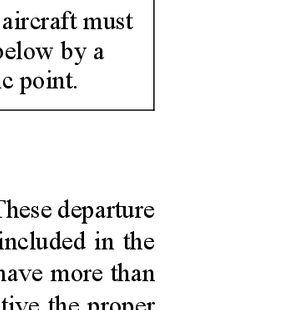 aircraft must
below by a
c point.
These departure
included in the
have more than
tive the proper